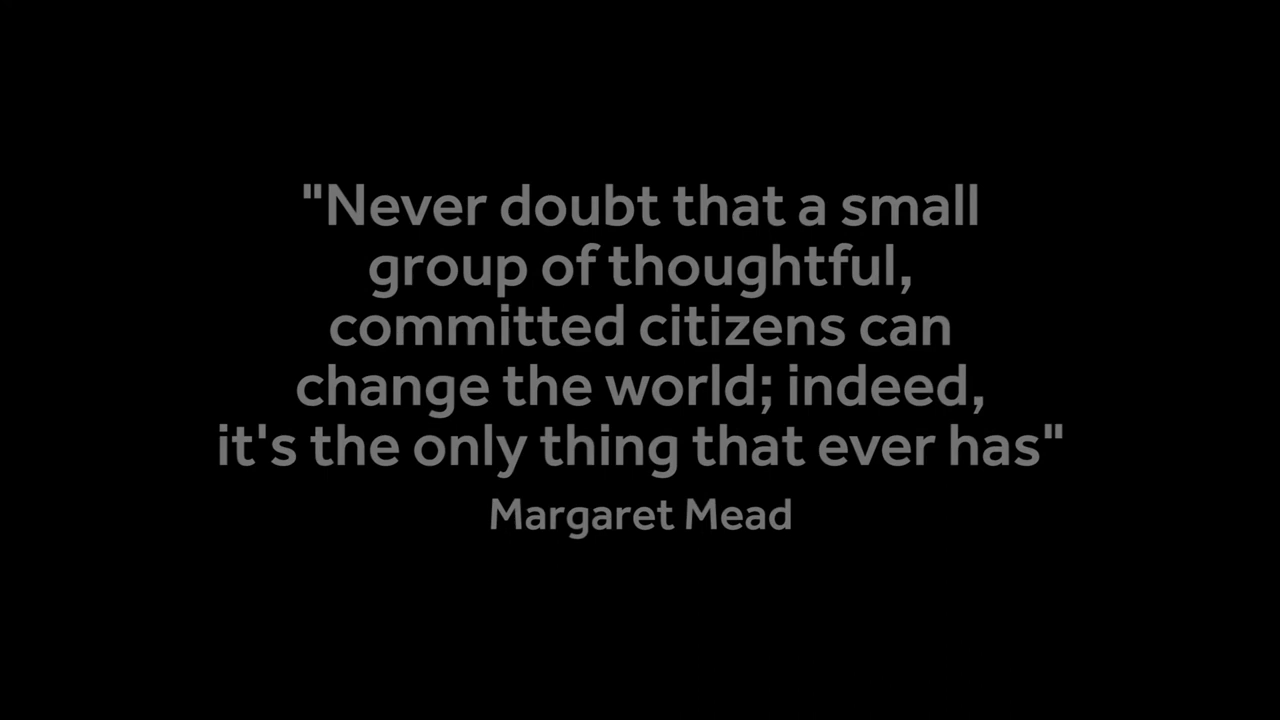 "Never doubt that a small
group of thoughtful,
committed citizens can
change the world; indeed,
it's the only thing that ever has"
Margaret Mead